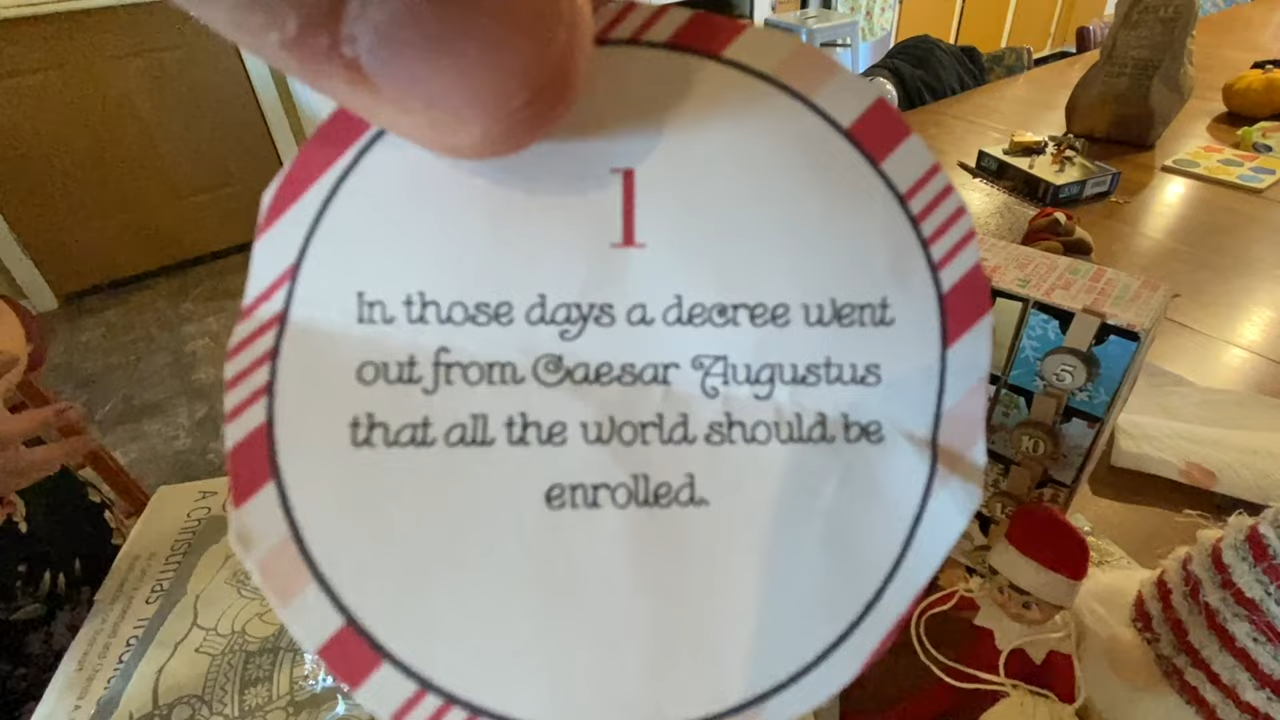 1
In those days a decree went
out from Caesar Augustus
that all the world should be
enrolled.
5
10
A Christmas